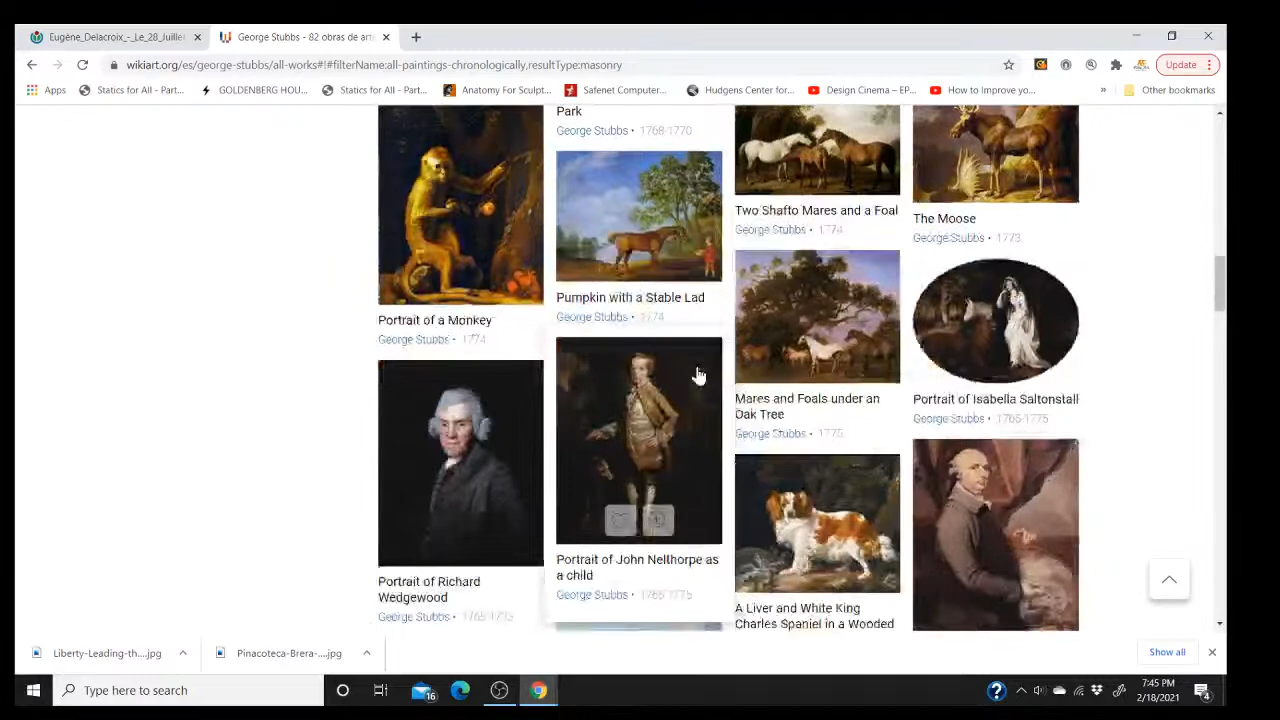 Eugène_Delacroix_-_Le_28_Juillet
George Stubbs - 82 obras de arte
wikiart.org/es/george-stubbs/all-works#!#filterName:all-paintings-chronologically,resultType:masonry
Update
Apps
Statics for All - Part...
GOLDENBERG HOU...
Statics for All - Part...
Anatomy For Sculpt...
Safenet Computer...
Hudgens Center for...
Design Cinema – EP...
How to Improve yo...
»
Other bookmarks
Park
George Stubbs • 1768-1770
Two Shafto Mares and a Foal
George Stubbs • 1774
The Moose
George Stubbs • 1773
Pumpkin with a Stable Lad
George Stubbs • 1774
Portrait of a Monkey
George Stubbs • 1774
Mares and Foals under an
Oak Tree
George Stubbs • 1775
Portrait of Isabella Saltonstall
George Stubbs • 1765-1775
Portrait of Richard
Wedgewood
George Stubbs • 1765-1775
Portrait of John Nelthorpe as
a child
George Stubbs • 1765-1775
A Liver and White King
Charles Spaniel in a Wooded
Liberty-Leading-th....jpg
Pinacoteca-Brera-....jpg
Show all
Type here to search
16
7:45 PM
2/18/2021
4